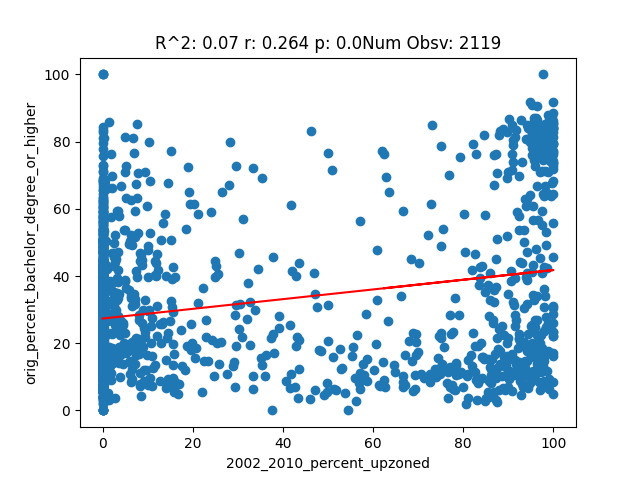 R^2: 0.07 r: 0.264 p: 0.0Num Obsv: 2119
100
80
60
40
20
0
orig_percent_bachelor_degree_or_higher
0 20 40 60 80 100
2002_2010_percent_upzoned